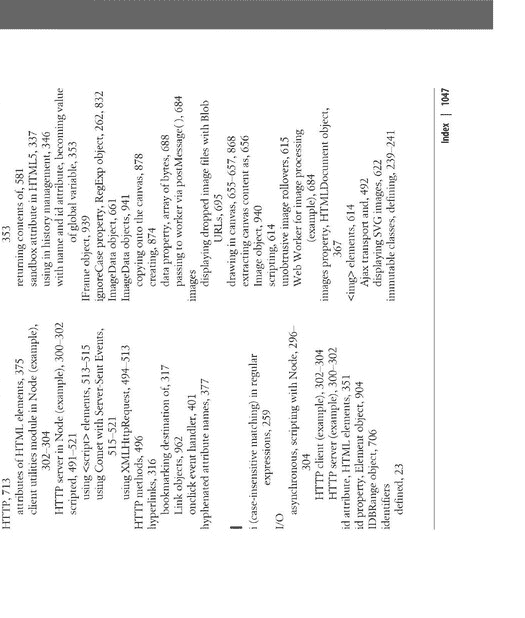 HTTP, 713
attributes of HTML elements, 375
client utilities module in Node (example),
302–304
HTTP server in Node (example), 300–302
scripted, 491–521
using <script> elements, 513–515
using Comet with Server-Sent Events,
515–521
using XMLHttpRequest, 494–513
HTTP methods, 496
hyperlinks, 316
bookmarking destination of, 317
Link objects, 962
onclick event handler, 401
hyphenated attribute names, 377
I
i (case-insensitive matching) in regular
expressions, 259
I/O
asynchronous, scripting with Node, 296–
304
HTTP client (example), 302–304
HTTP server (example), 300–302
id attribute, HTML elements, 351
id property, Element object, 904
IDBRange object, 706
identifiers
defined, 23
353
returning contents of, 581
sandbox attribute in HTML5, 337
using in history management, 346
with name and id attribute, becoming value
of global variable, 353
IFrame object, 939
ignoreCase property, RegExp object, 262, 832
ImageData object, 661
ImageData objects, 941
copying onto the canvas, 878
creating, 874
data property, array of bytes, 688
passing to worker via postMessage( ), 684
images
displaying dropped image files with Blob
URLs, 695
drawing in canvas, 655–657, 868
extracting canvas content as, 656
Image object, 940
scripting, 614
unobtrusive image rollovers, 615
Web Worker for image processing
(example), 684
images property, HTMLDocument object,
367
<img> elements, 614
Ajax transport and, 492
displaying SVG images, 622
immutable classes, defining, 239–241
Index | 1047